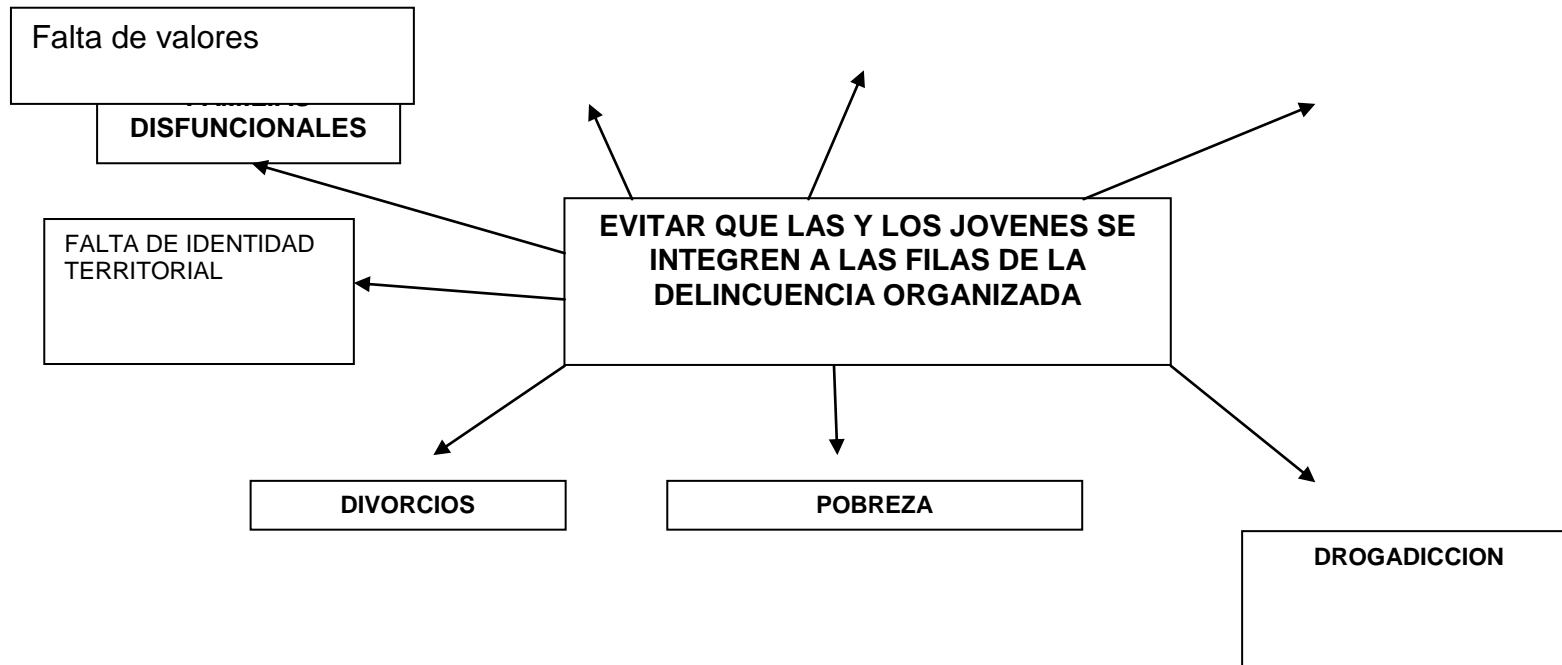 Falta de valores
DISFUNCIONALES
EVITAR QUE LAS Y LOS JOVENES SE
INTEGREN A LAS FILAS DE LA
DELINCUENCIA ORGANIZADA
FALTA DE IDENTIDAD
TERRITORIAL
DIVORCIOS
POBREZA
DROGADICCION